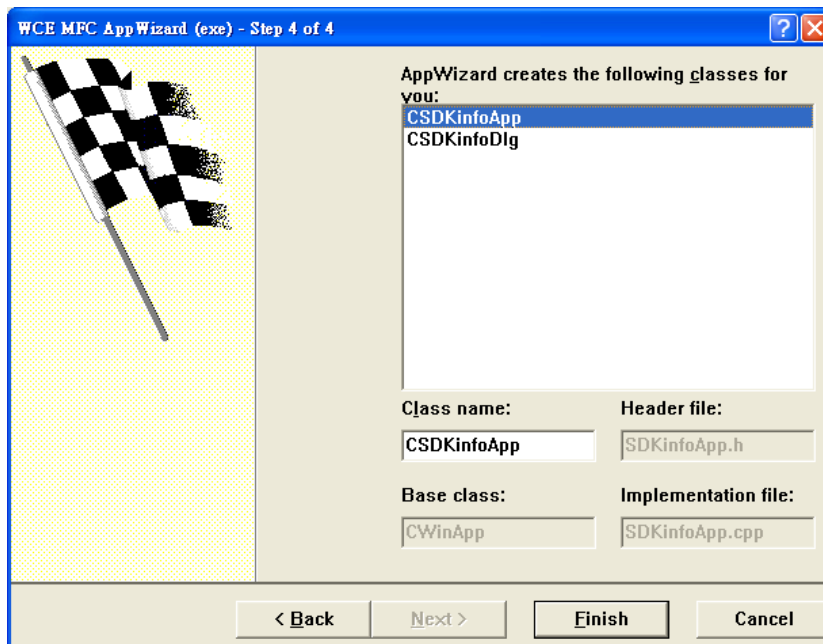 WCE MFC AppWizard (exe) - Step 4 of 4
?
AppWizard creates the following classes for
you:
CSDKinfoApp
CSDKinfoDlg
Class name:
Header file:
CSDKinfoApp
SDKinfoApp.h
Base class:
Implementation file:
CWinApp
SDKinfoApp.cpp
< Back
Next >
Finish
Cancel